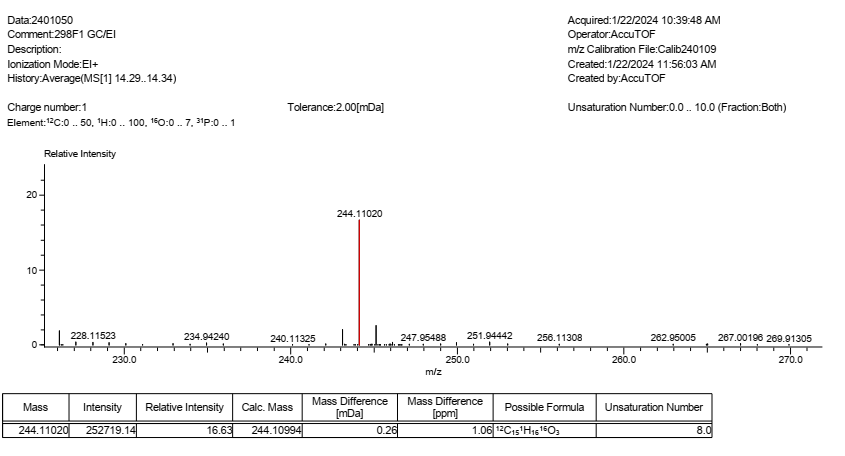 Data:2401050
Acquired:1/22/2024 10:39:48 AM
Comment:298F1 GC/EI
Operator:AccuTOF
Description:
m/z Calibration File:Calib240109
Ionization Mode:EI+
Created:1/22/2024 11:56:03 AM
History:Average(MS[1] 14.29..14.34)
Created by:AccuTOF
Charge number:1 Tolerance:2.00[mDa] Unsaturation Number:0.0 .. 10.0 (Fraction:Both)
Element:¹²C:0 .. 50, ¹H:0 .. 100, ¹⁶O:0 .. 7, ³¹P:0 .. 1
Relative Intensity
20
244.11020
10
228.11523 234.94240 240.11325 247.95488 251.94442 256.11308 262.95005 267.00196 269.91305
0
230.0 240.0 250.0 260.0 270.0
m/z
Mass Intensity Relative Intensity Calc. Mass Mass Difference [mDa] Mass Difference [ppm] Possible Formula Unsaturation Number
244.11020 252719.14 16.63 244.10994 0.26 1.06 ¹²C₁₅¹H₁₆¹⁶O₃ 8.0